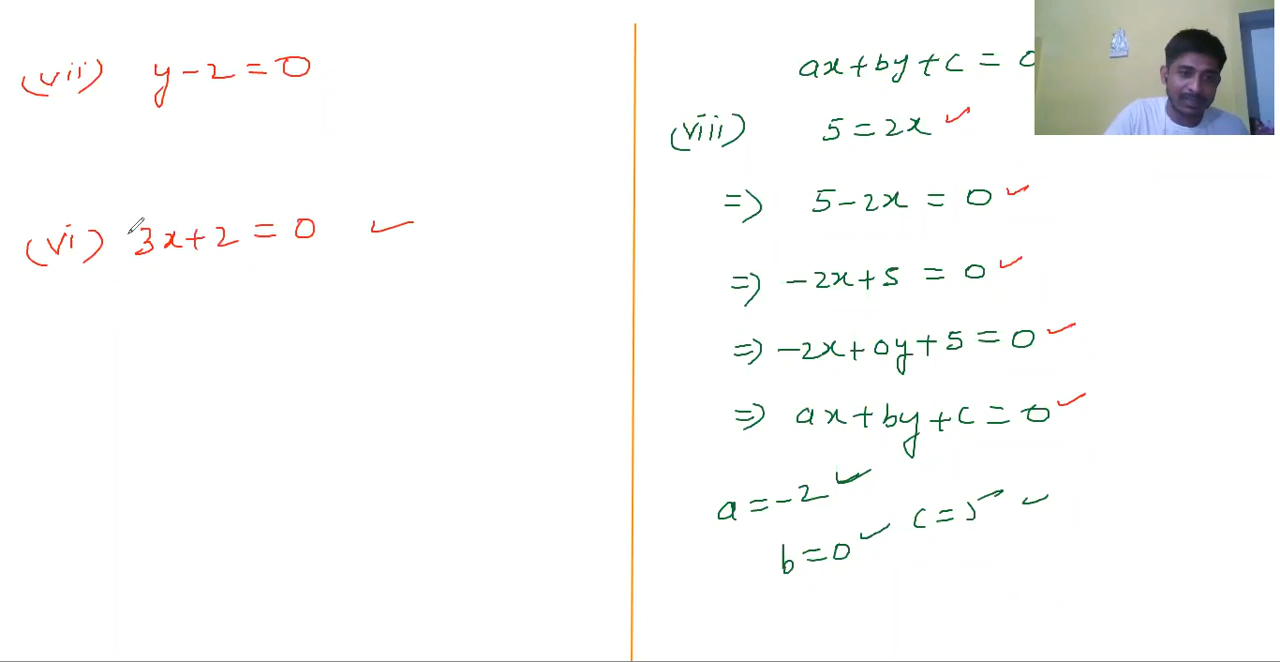 (vii) y-2=0
(vi) 3x+2=0 ✓
ax+by+c=0
(viii) 5=2x ✓
=> 5-2x=0 ✓
=> -2x+5=0 ✓
=> -2x+0y+5=0 ✓
=> ax+by+c=0 ✓
a=-2 ✓
c=5 ✓
b=0 ✓